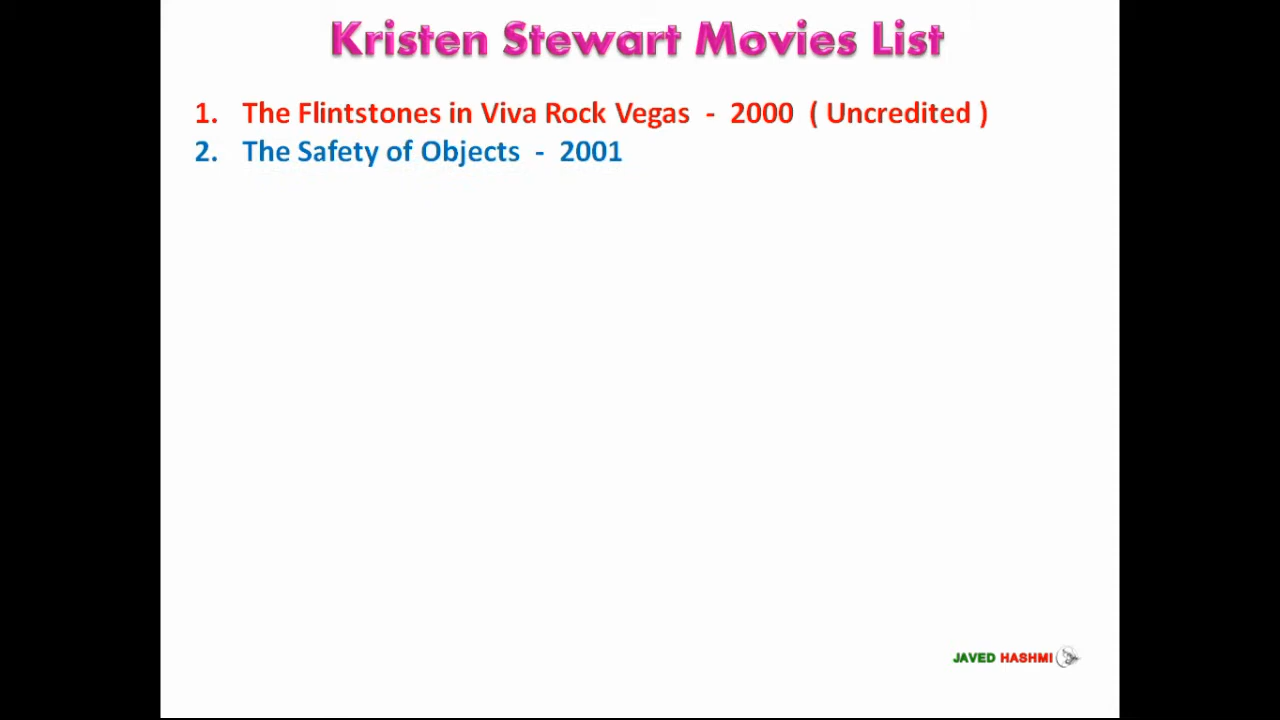 Kristen Stewart Movies List
1. The Flintstones in Viva Rock Vegas - 2000 ( Uncredited )
2. The Safety of Objects - 2001
JAVED HASHMI